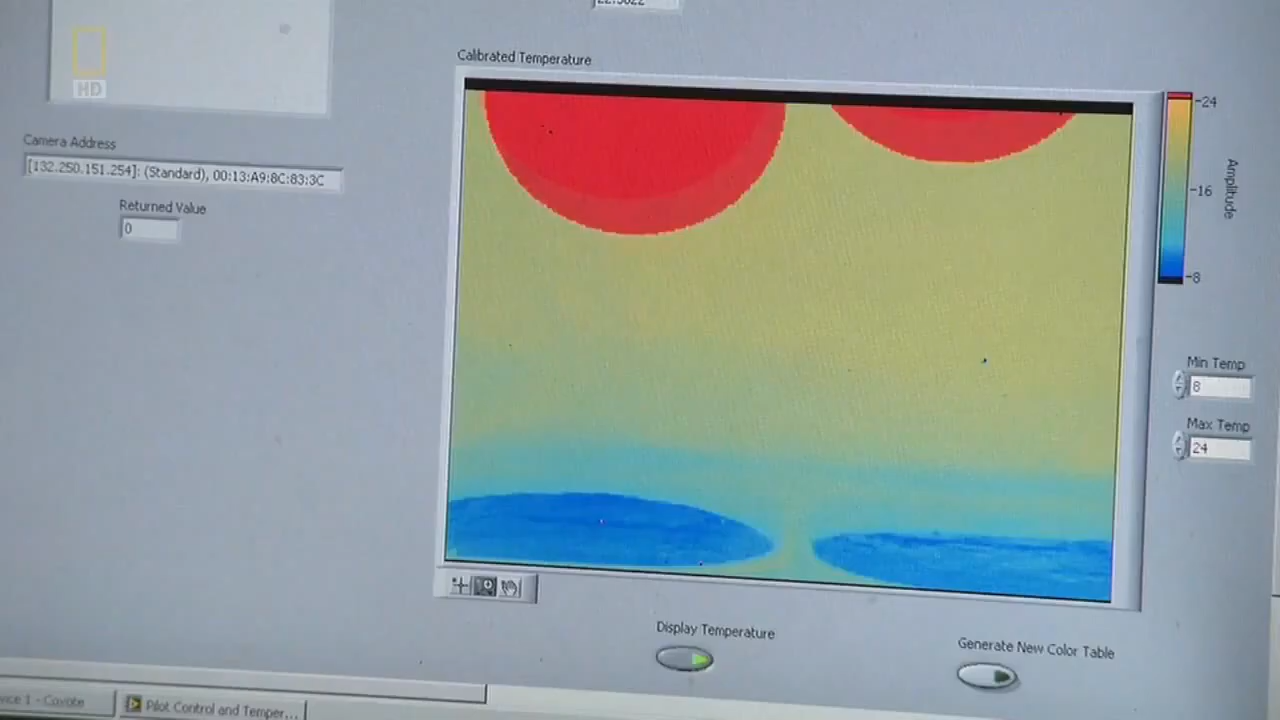 HD
Calibrated Temperature
24
16
8
Amplitude
Camera Address
[132.250.151.254]: (Standard), 00:13:A9:8C:83:3C
Returned Value
0
Min Temp
8
Max Temp
24
Display Temperature
Generate New Color Table
1 - Coyote
Pilot Control and Temper...